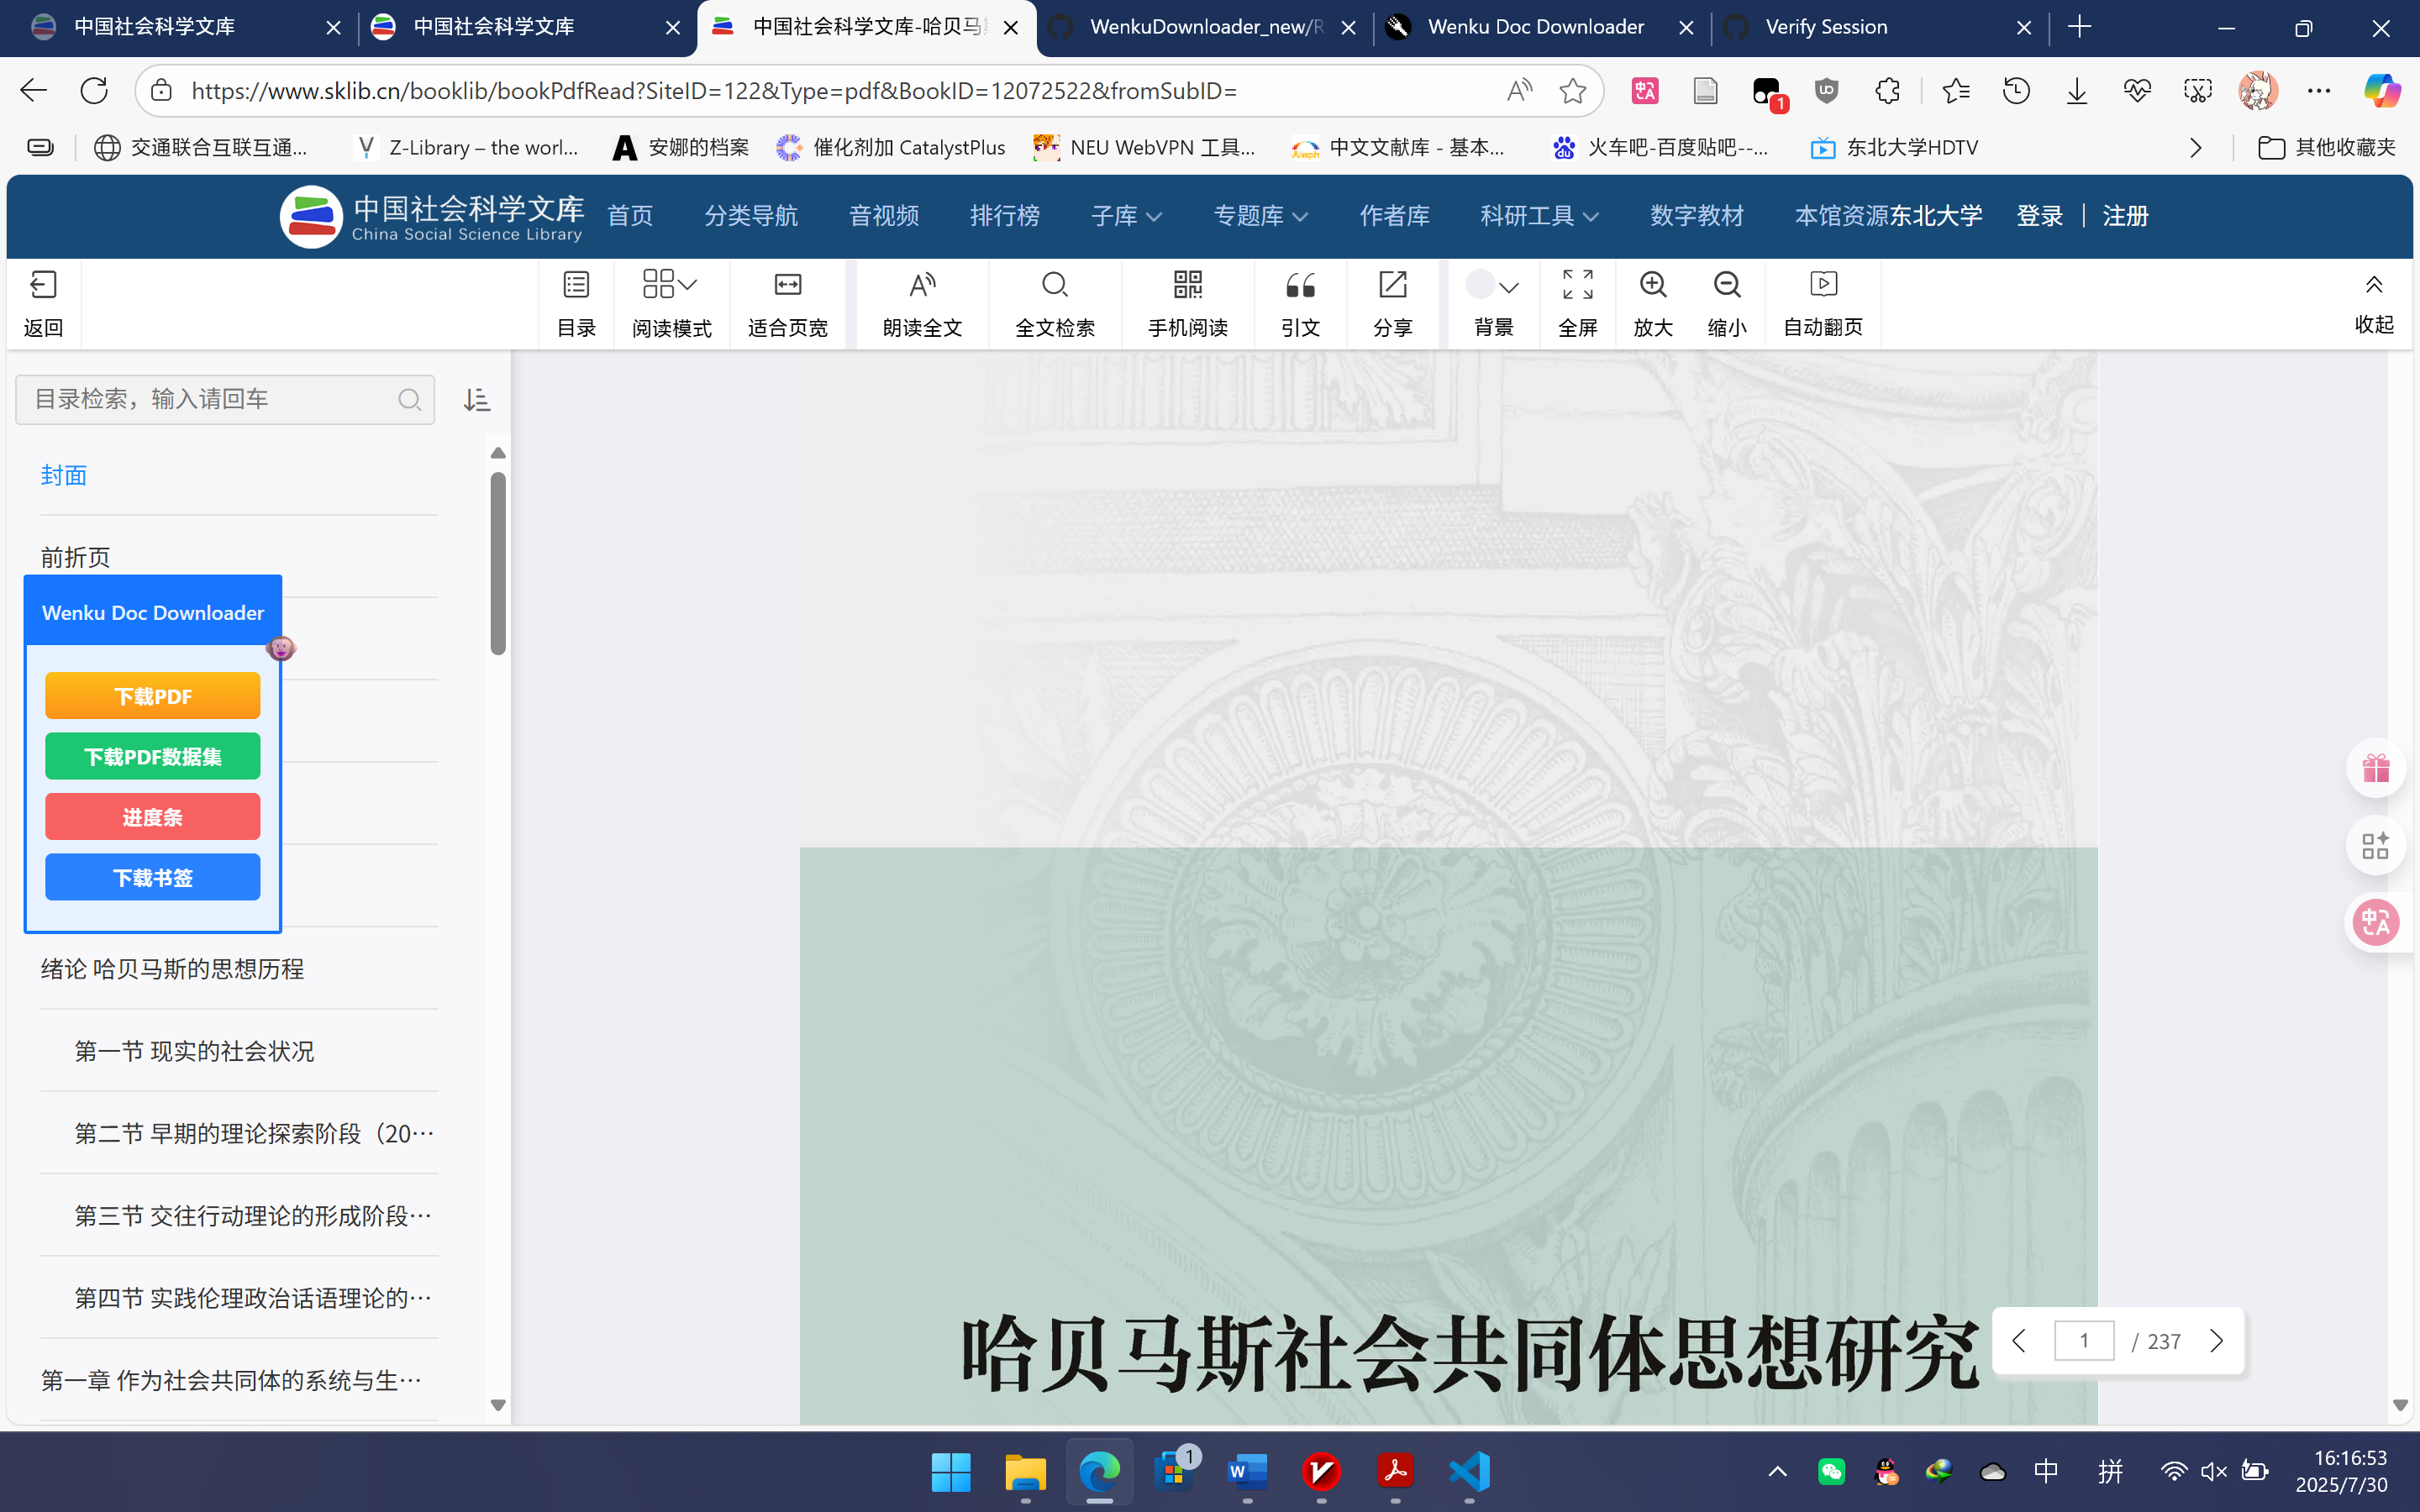 中国社会科学文库
中国社会科学文库
中国社会科学文库-哈贝马
WenkuDownloader_new/R
Wenku Doc Downloader
Verify Session
https://www.sklib.cn/booklib/bookPdfRead?SiteID=122&Type=pdf&BookID=12072522&fromSubID=
1
交通联合互联互通...
Z-Library – the worl...
安娜的档案
催化剂加 CatalystPlus
NEU WebVPN 工具...
中文文献库 - 基本...
火车吧-百度贴吧--...
东北大学HDTV
其他收藏夹
中国社会科学文库
China Social Science Library
首页
分类导航
音视频
排行榜
子库
专题库
作者库
科研工具
数字教材
本馆资源东北大学
登录
注册
返回
目录
阅读模式
适合页宽
朗读全文
全文检索
手机阅读
引文
分享
背景
全屏
放大
缩小
自动翻页
收起
目录检索，输入请回车
封面
前折页
Wenku Doc Downloader
下载PDF
下载PDF数据集
进度条
下载书签
绪论 哈贝马斯的思想历程
第一节 现实的社会状况
第二节 早期的理论探索阶段（20…
第三节 交往行动理论的形成阶段…
第四节 实践伦理政治话语理论的…
第一章 作为社会共同体的系统与生…
哈贝马斯社会共同体思想研究
1 / 237
1
中
拼
16:16:53
2025/7/30